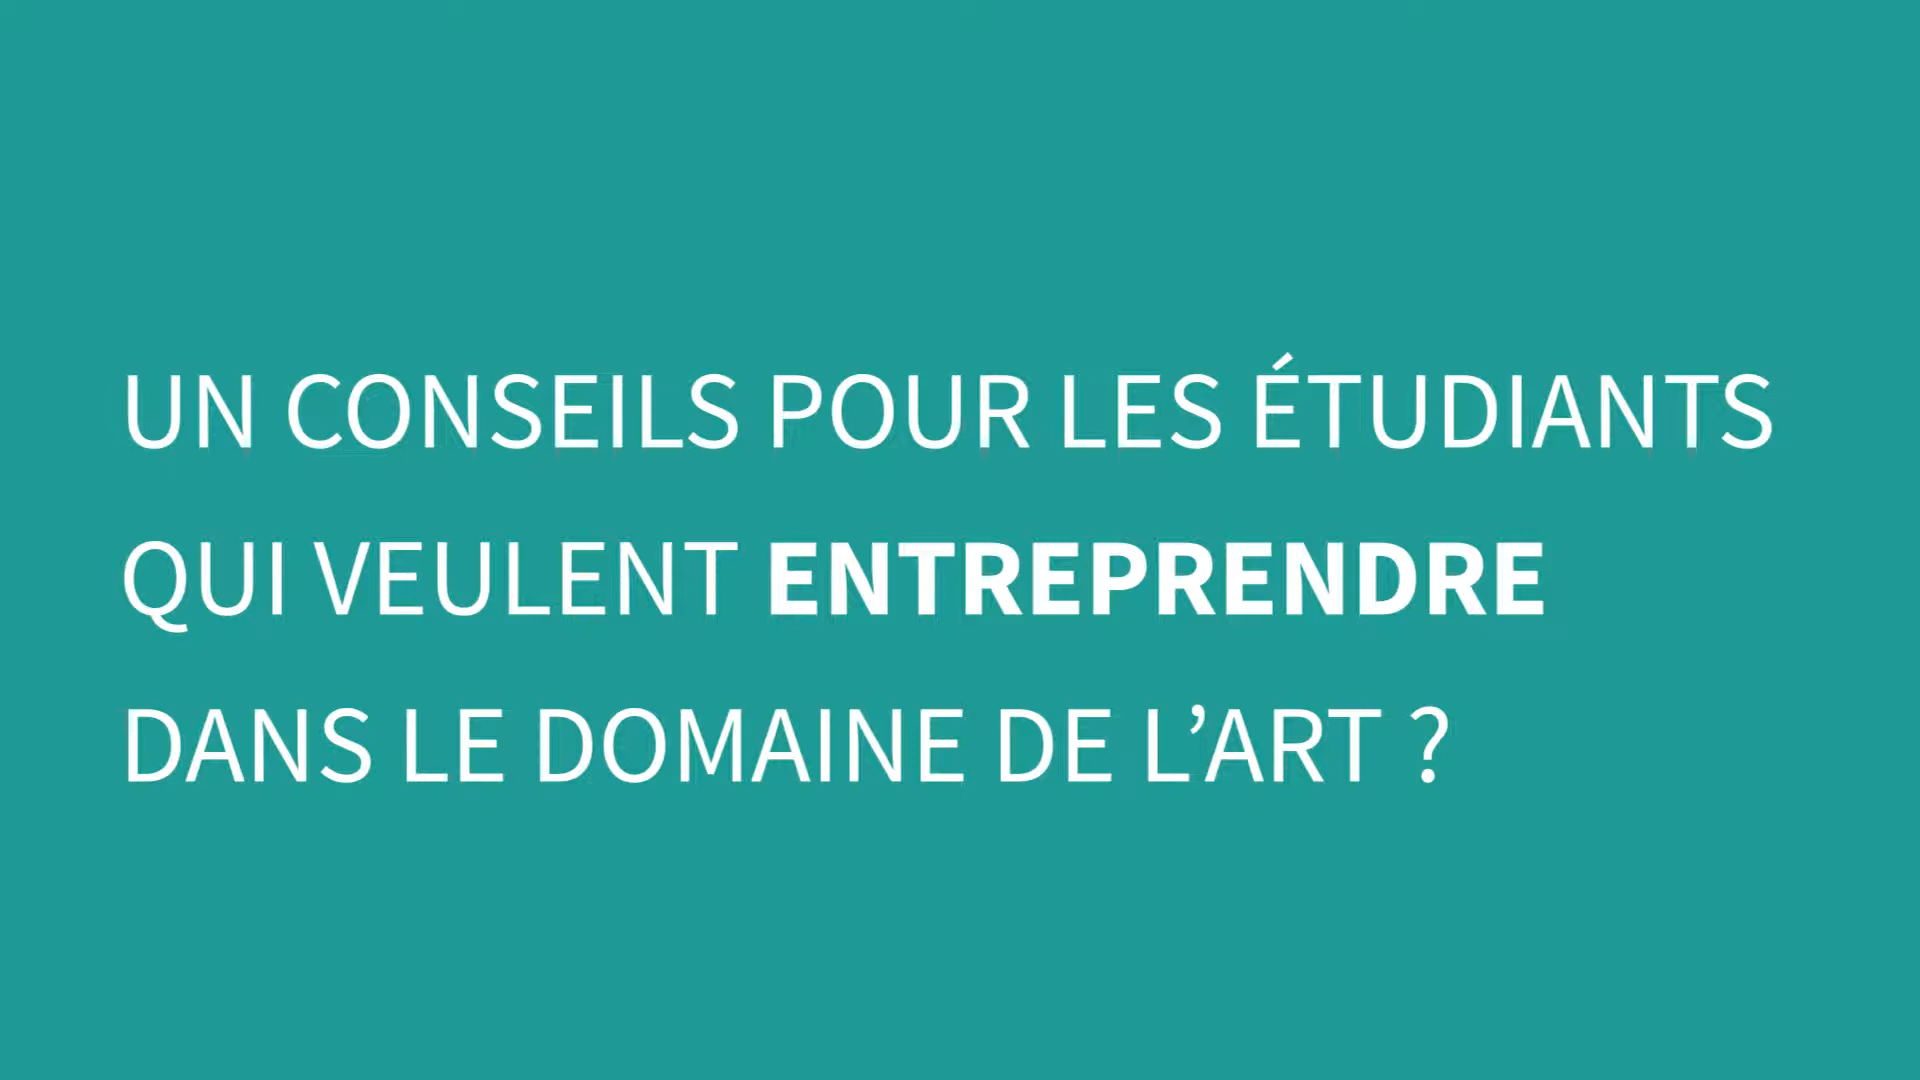 UN CONSEILS POUR LES ÉTUDIANTS
QUI VEULENT ENTREPRENDRE
DANS LE DOMAINE DE L’ART ?